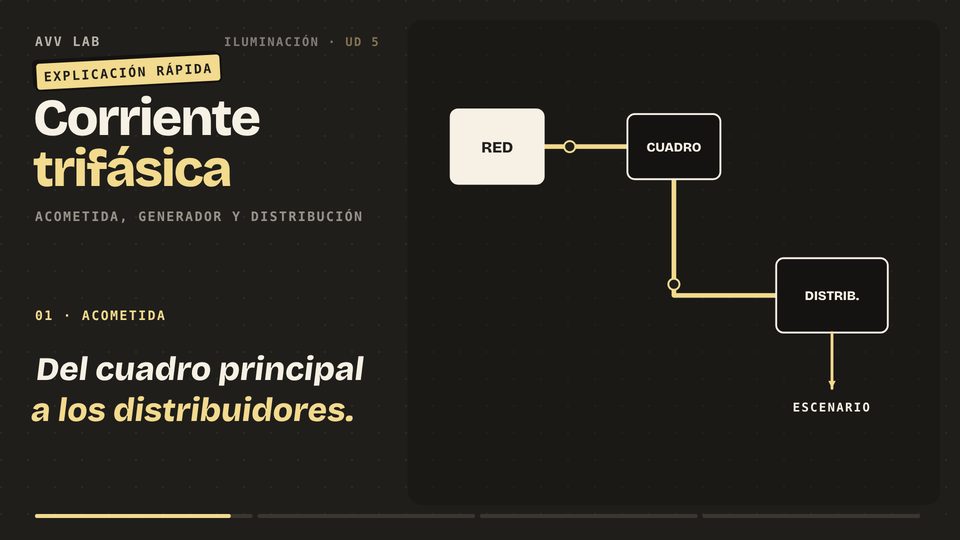 AVV LAB
ILUMINACIÓN · UD 5
EXPLICACIÓN RÁPIDA
Corriente
trifásica
ACOMETIDA, GENERADOR Y DISTRIBUCIÓN
01 · ACOMETIDA
Del cuadro principal
a los distribuidores.
RED
CUADRO
DISTRIB.
ESCENARIO